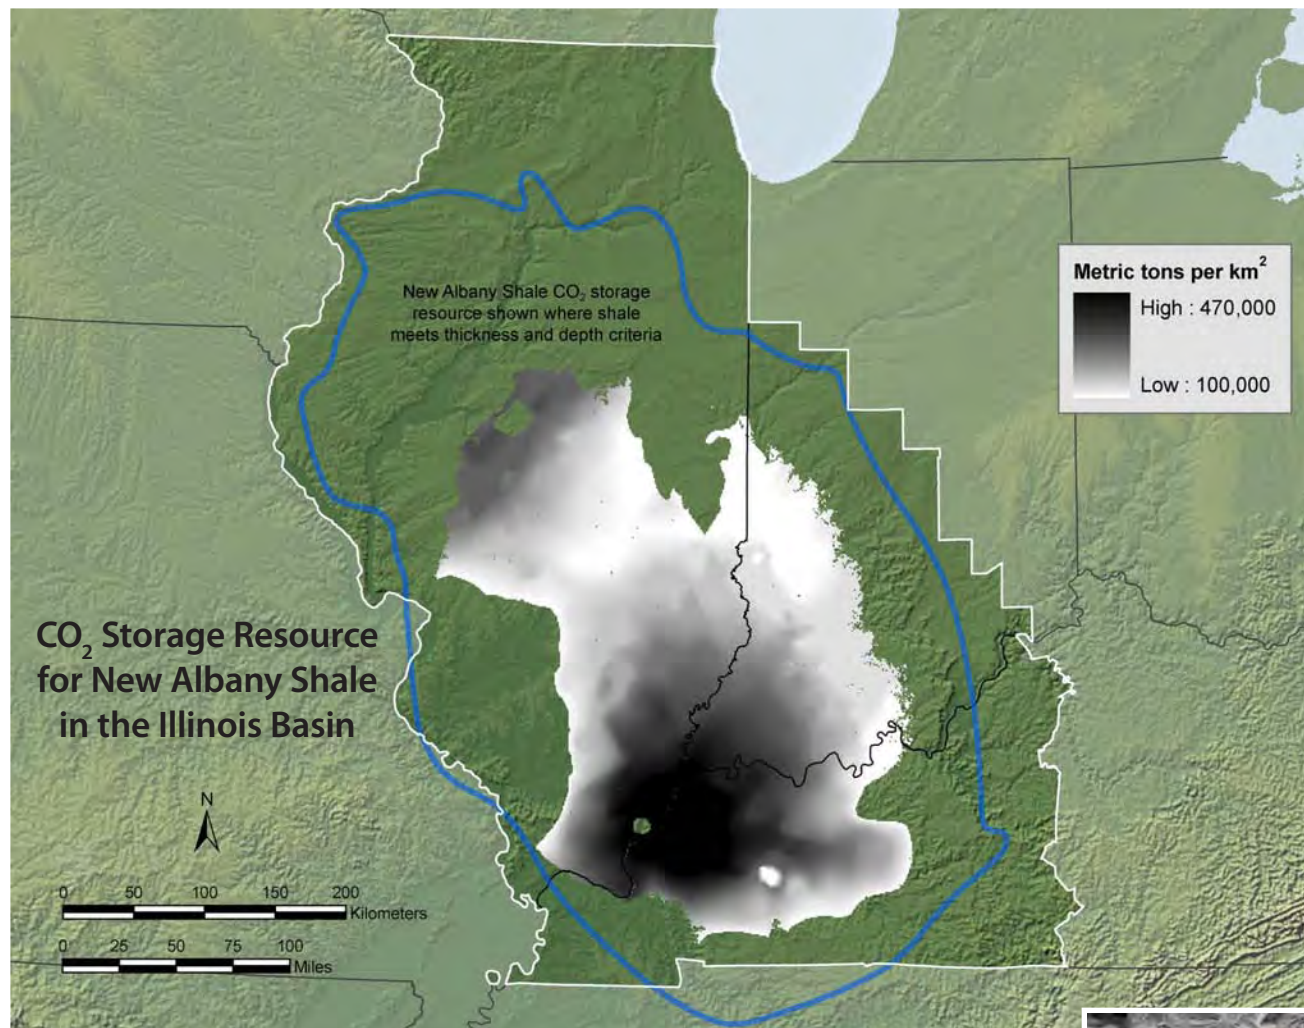 New Albany Shale CO₂ storage
resource shown where shale
meets thickness and depth criteria
Metric tons per km²
High : 470,000
Low : 100,000
CO₂ Storage Resource
for New Albany Shale
in the Illinois Basin
N
0 50 100 150 200
Kilometers
0 25 50 75 100
Miles